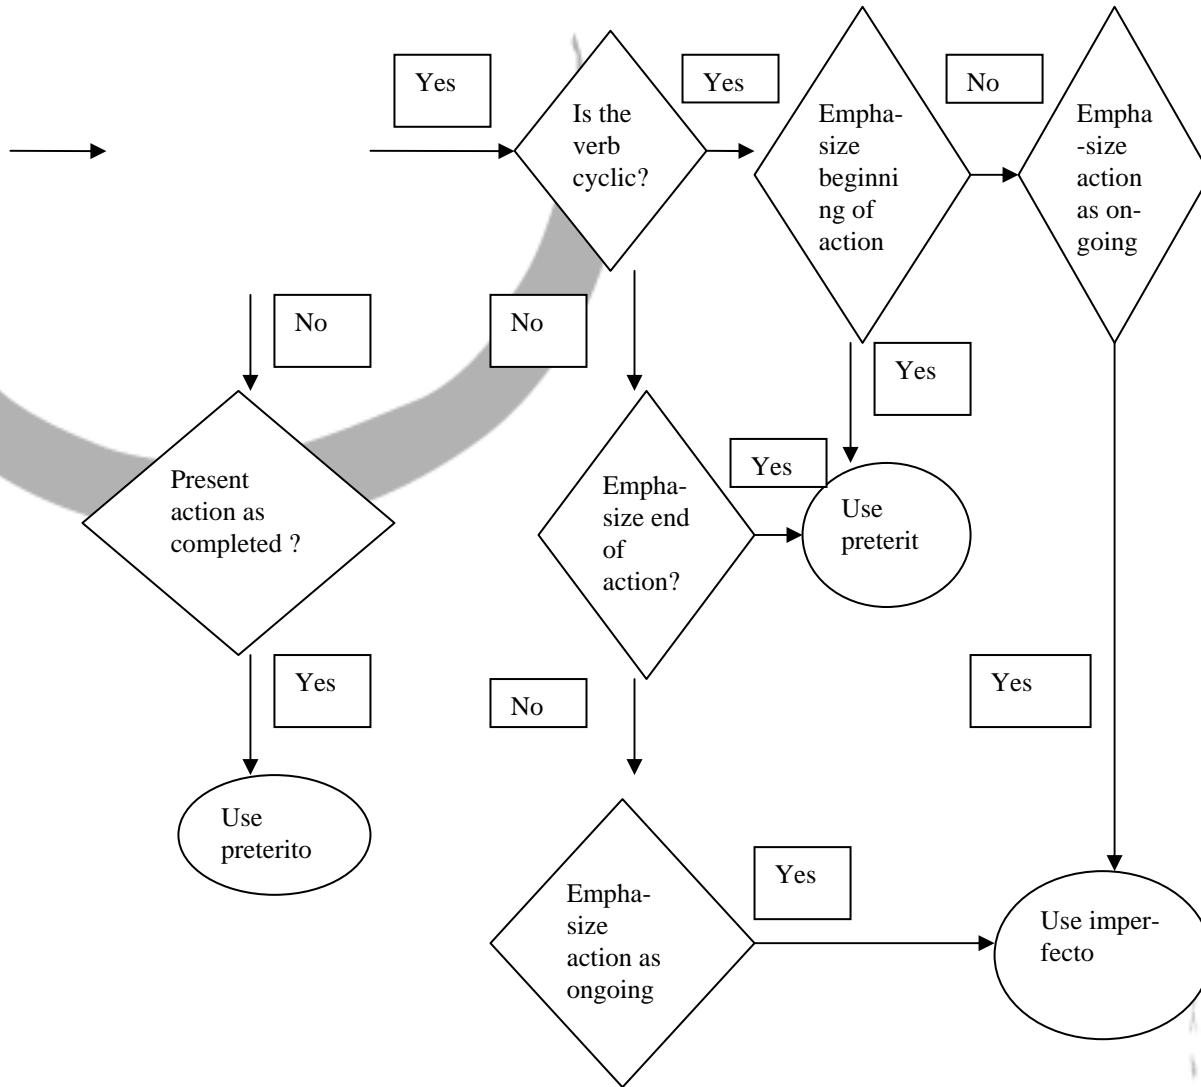 Yes
Is the
verb
cyclic?
Yes
Empha-
size
beginni
ng of
action
No
Empha
-size
action
as on-
going
No
No
Yes
Present
action as
completed ?
Empha-
size end
of
action?
Yes
Use
preterit
Yes
No
Yes
Use
preterito
Empha-
size
action as
ongoing
Yes
Use imper-
fecto